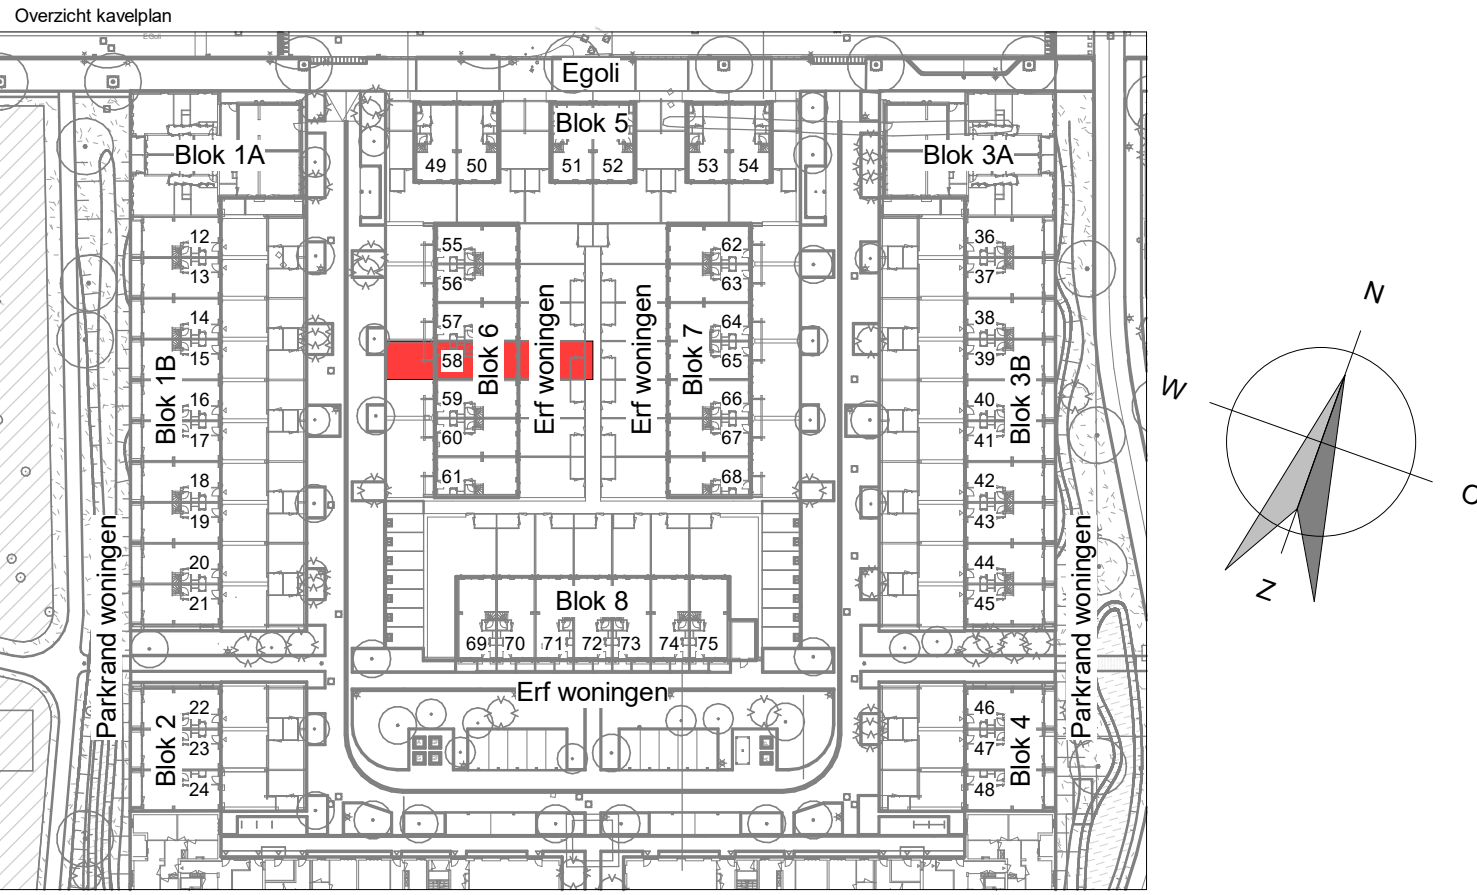 Overzicht kavelplan
Egoli
Egoli
Blok 5
Blok 1A
Blok 3A
49 50 51 52 53 54
12
13
14
15
16
17
18
19
20
21
Blok 1B
Parkrand woningen
55
56
57
58
59
60
61
Blok 6
Erf woningen
Erf woningen
Blok 7
62
63
64
65
66
67
68
36
37
38
39
40
41
42
43
44
45
Blok 3B
Parkrand woningen
Blok 8
69 70 71 72 73 74 75
Erf woningen
Blok 2
22
23
24
46
47
48
Blok 4
N
W
O
Z